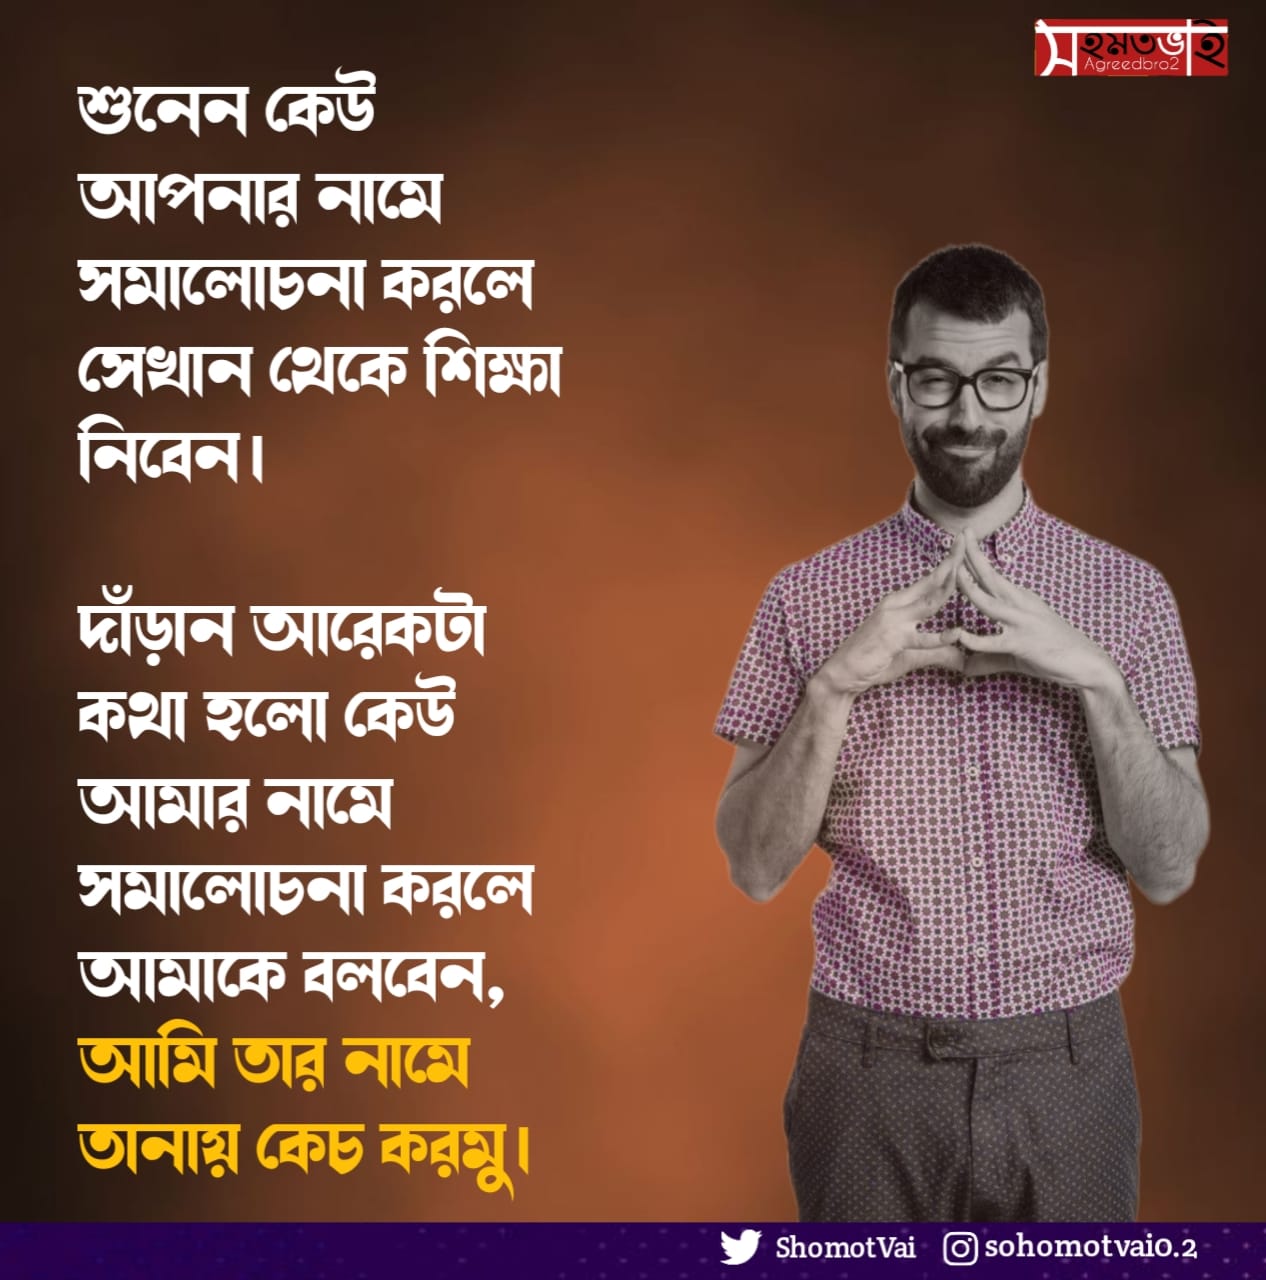 সহমতভাই
Agreedbro2
শুনেন কেউ
আপনার নামে
সমালোচনা করলে
সেখান থেকে শিক্ষা
নিবেন।
দাঁড়ান আরেকটা
কথা হলো কেউ
আমার নামে
সমালোচনা করলে
আমাকে বলবেন,
আমি তার নামে
তানায় কেচ করমু।
ShomotVai
sohomotvai0.2